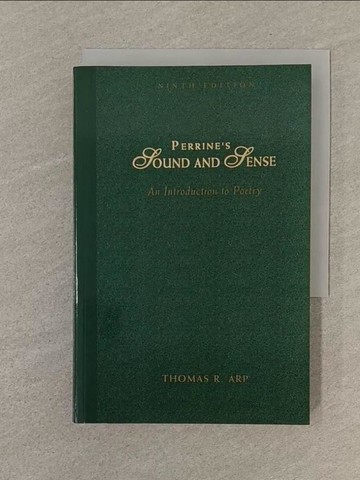 NINTH EDITION
PERRINE'S
SOUND AND SENSE
An Introduction to Poetry
THOMAS R. ARP